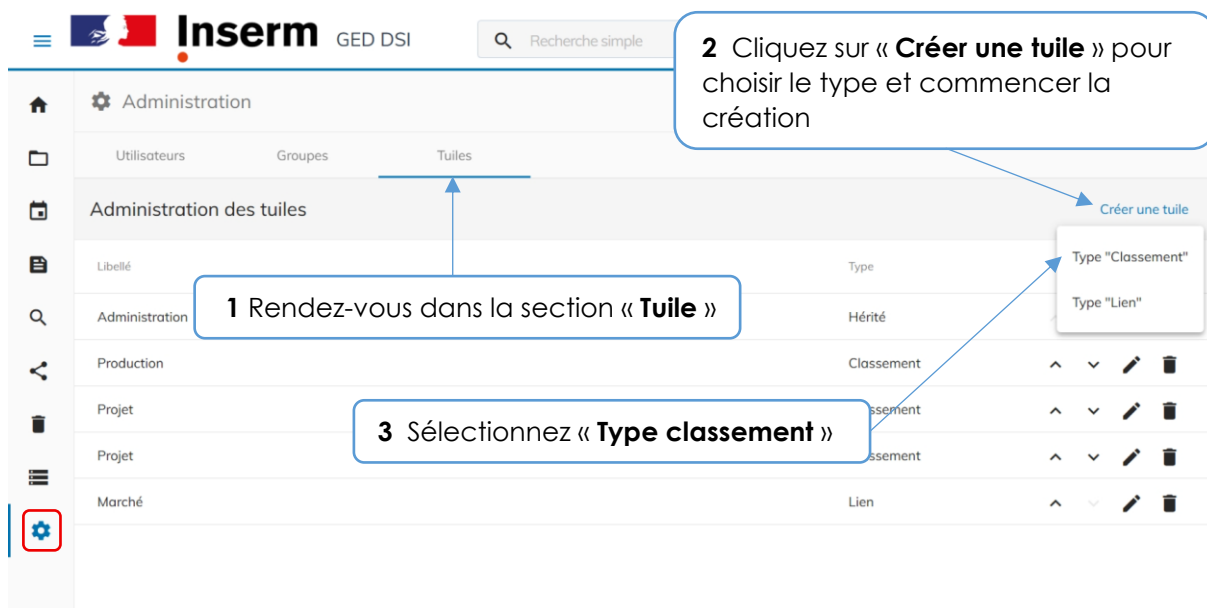 Inserm GED DSI
Recherche simple
2 Cliquez sur « Créer une tuile » pour
choisir le type et commencer la
création
Administration
Utilisateurs Groupes Tuiles
Administration des tuiles Créer une tuile
Type "Classement"
Type "Lien"
Libellé Type
1 Rendez-vous dans la section « Tuile »
Administration Hérité
Production Classement
Projet ssement
3 Sélectionnez « Type classement »
Projet ssement
Marché Lien